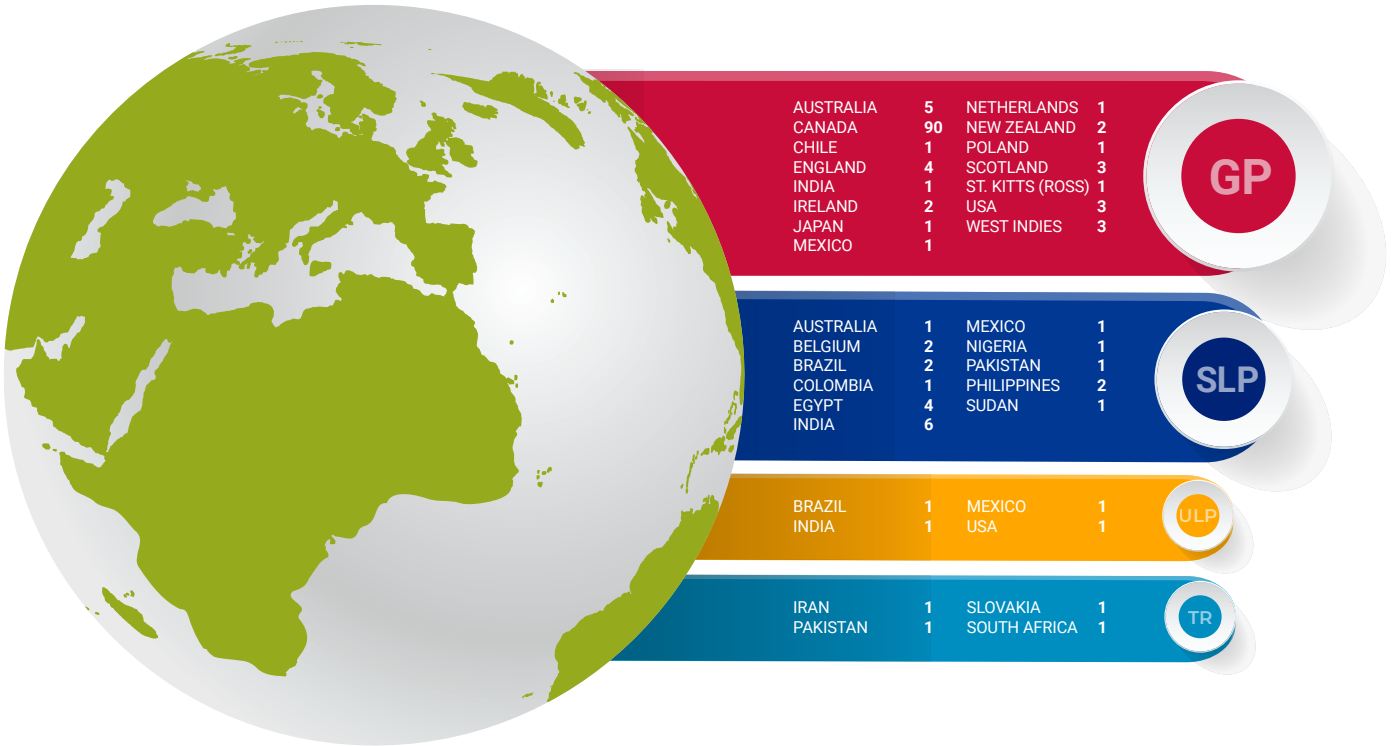 AUSTRALIA 5 NETHERLANDS 1
CANADA 90 NEW ZEALAND 2
CHILE 1 POLAND 1
ENGLAND 4 SCOTLAND 3
INDIA 1 ST. KITTS (ROSS) 1
IRELAND 2 USA 3
JAPAN 1 WEST INDIES 3
MEXICO 1
GP
AUSTRALIA 1 MEXICO 1
BELGIUM 2 NIGERIA 1
BRAZIL 2 PAKISTAN 1
COLOMBIA 1 PHILIPPINES 2
EGYPT 4 SUDAN 1
INDIA 6
SLP
BRAZIL 1 MEXICO 1
INDIA 1 USA 1
ULP
IRAN 1 SLOVAKIA 1
PAKISTAN 1 SOUTH AFRICA 1
TR